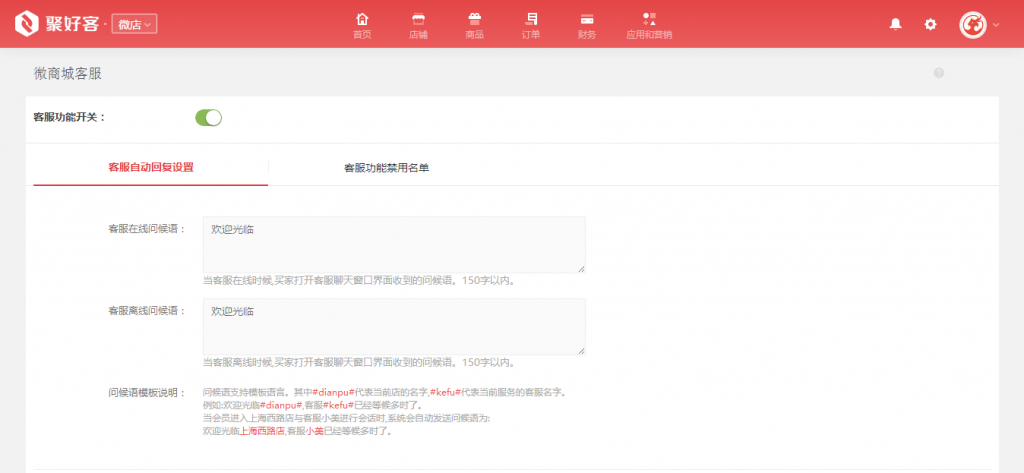 聚好客 · 微店
首页 店铺 商品 订单 财务 应用和营销
微商城客服
客服功能开关：
客服自动回复设置 客服功能禁用名单
客服在线问候语： 欢迎光临
当客服在线时候,买家打开客服聊天窗口界面收到的问候语。150字以内。
客服离线问候语： 欢迎光临
当客服离线时候,买家打开客服聊天窗口界面收到的问候语。150字以内。
问候语模板说明： 问候语支持模板语言。其中#dianpu#代表当前店的名字,#kefu#代表当前服务的客服名字。
例如:欢迎光临#dianpu#,客服#kefu#已经等候多时了。
当会员进入上海西路店与客服小美进行会话时,系统会自动发送问候语为:
欢迎光临上海西路店,客服小美已经等候多时了。